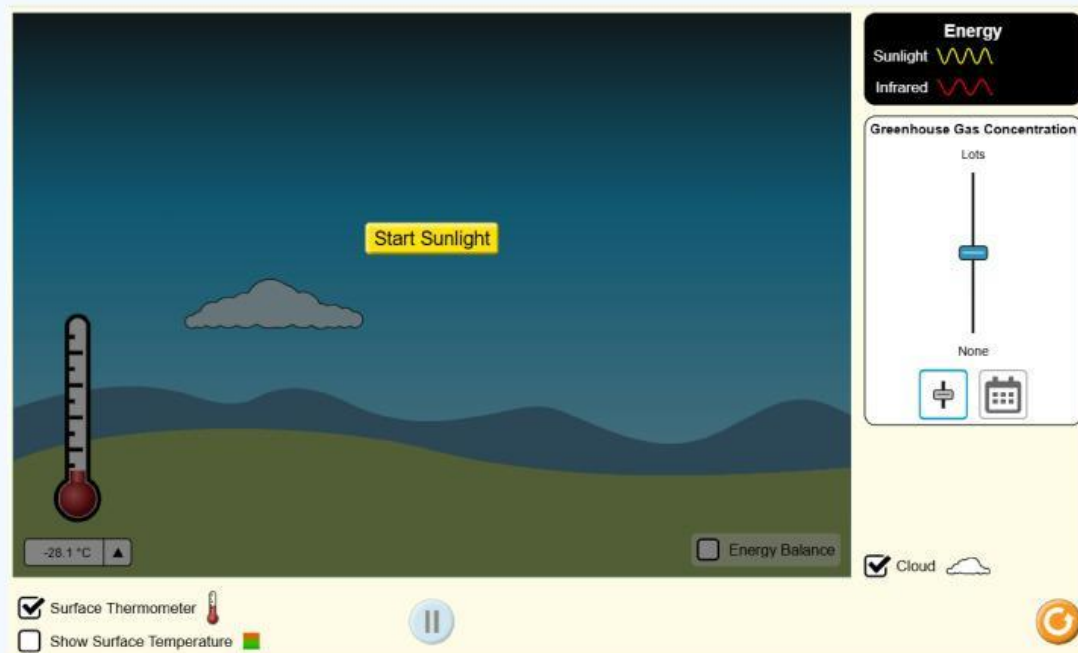 Energy
Sunlight
Infrared
Greenhouse Gas Concentration
Lots
None
Start Sunlight
-28.1 °C
Energy Balance
Cloud
Surface Thermometer
Show Surface Temperature